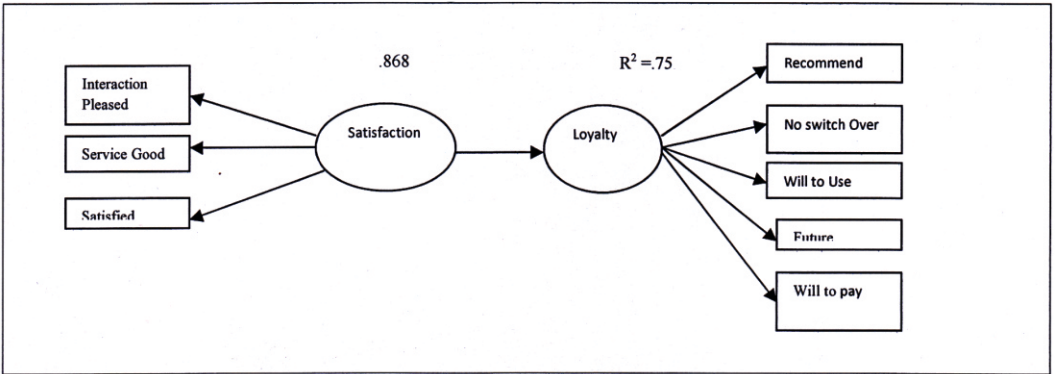 .868
R² =.75
Interaction
Pleased
Service Good
Satisfied
Satisfaction
Loyalty
Recommend
No switch Over
Will to Use
Future
Will to pay